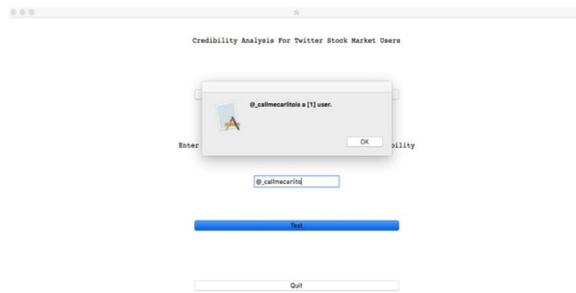 Credibility Analysis For Twitter Stock Market Users
@_callmecarlitois a [1] user.
OK
Enter
bility
@_callmecarlito
Test
Quit